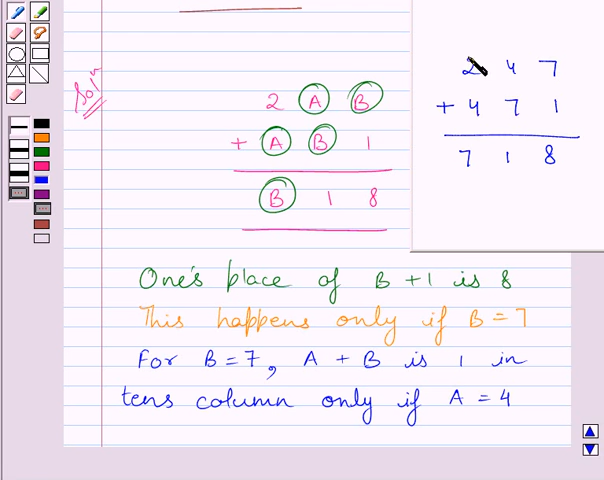 Solⁿ
2 A B
+ A B 1
B 1 8
2 4 7
+ 4 7 1
7 1 8
One's place of B + 1 is 8
This happens only if B = 7
For B = 7, A + B is 1 in
tens column only if A = 4